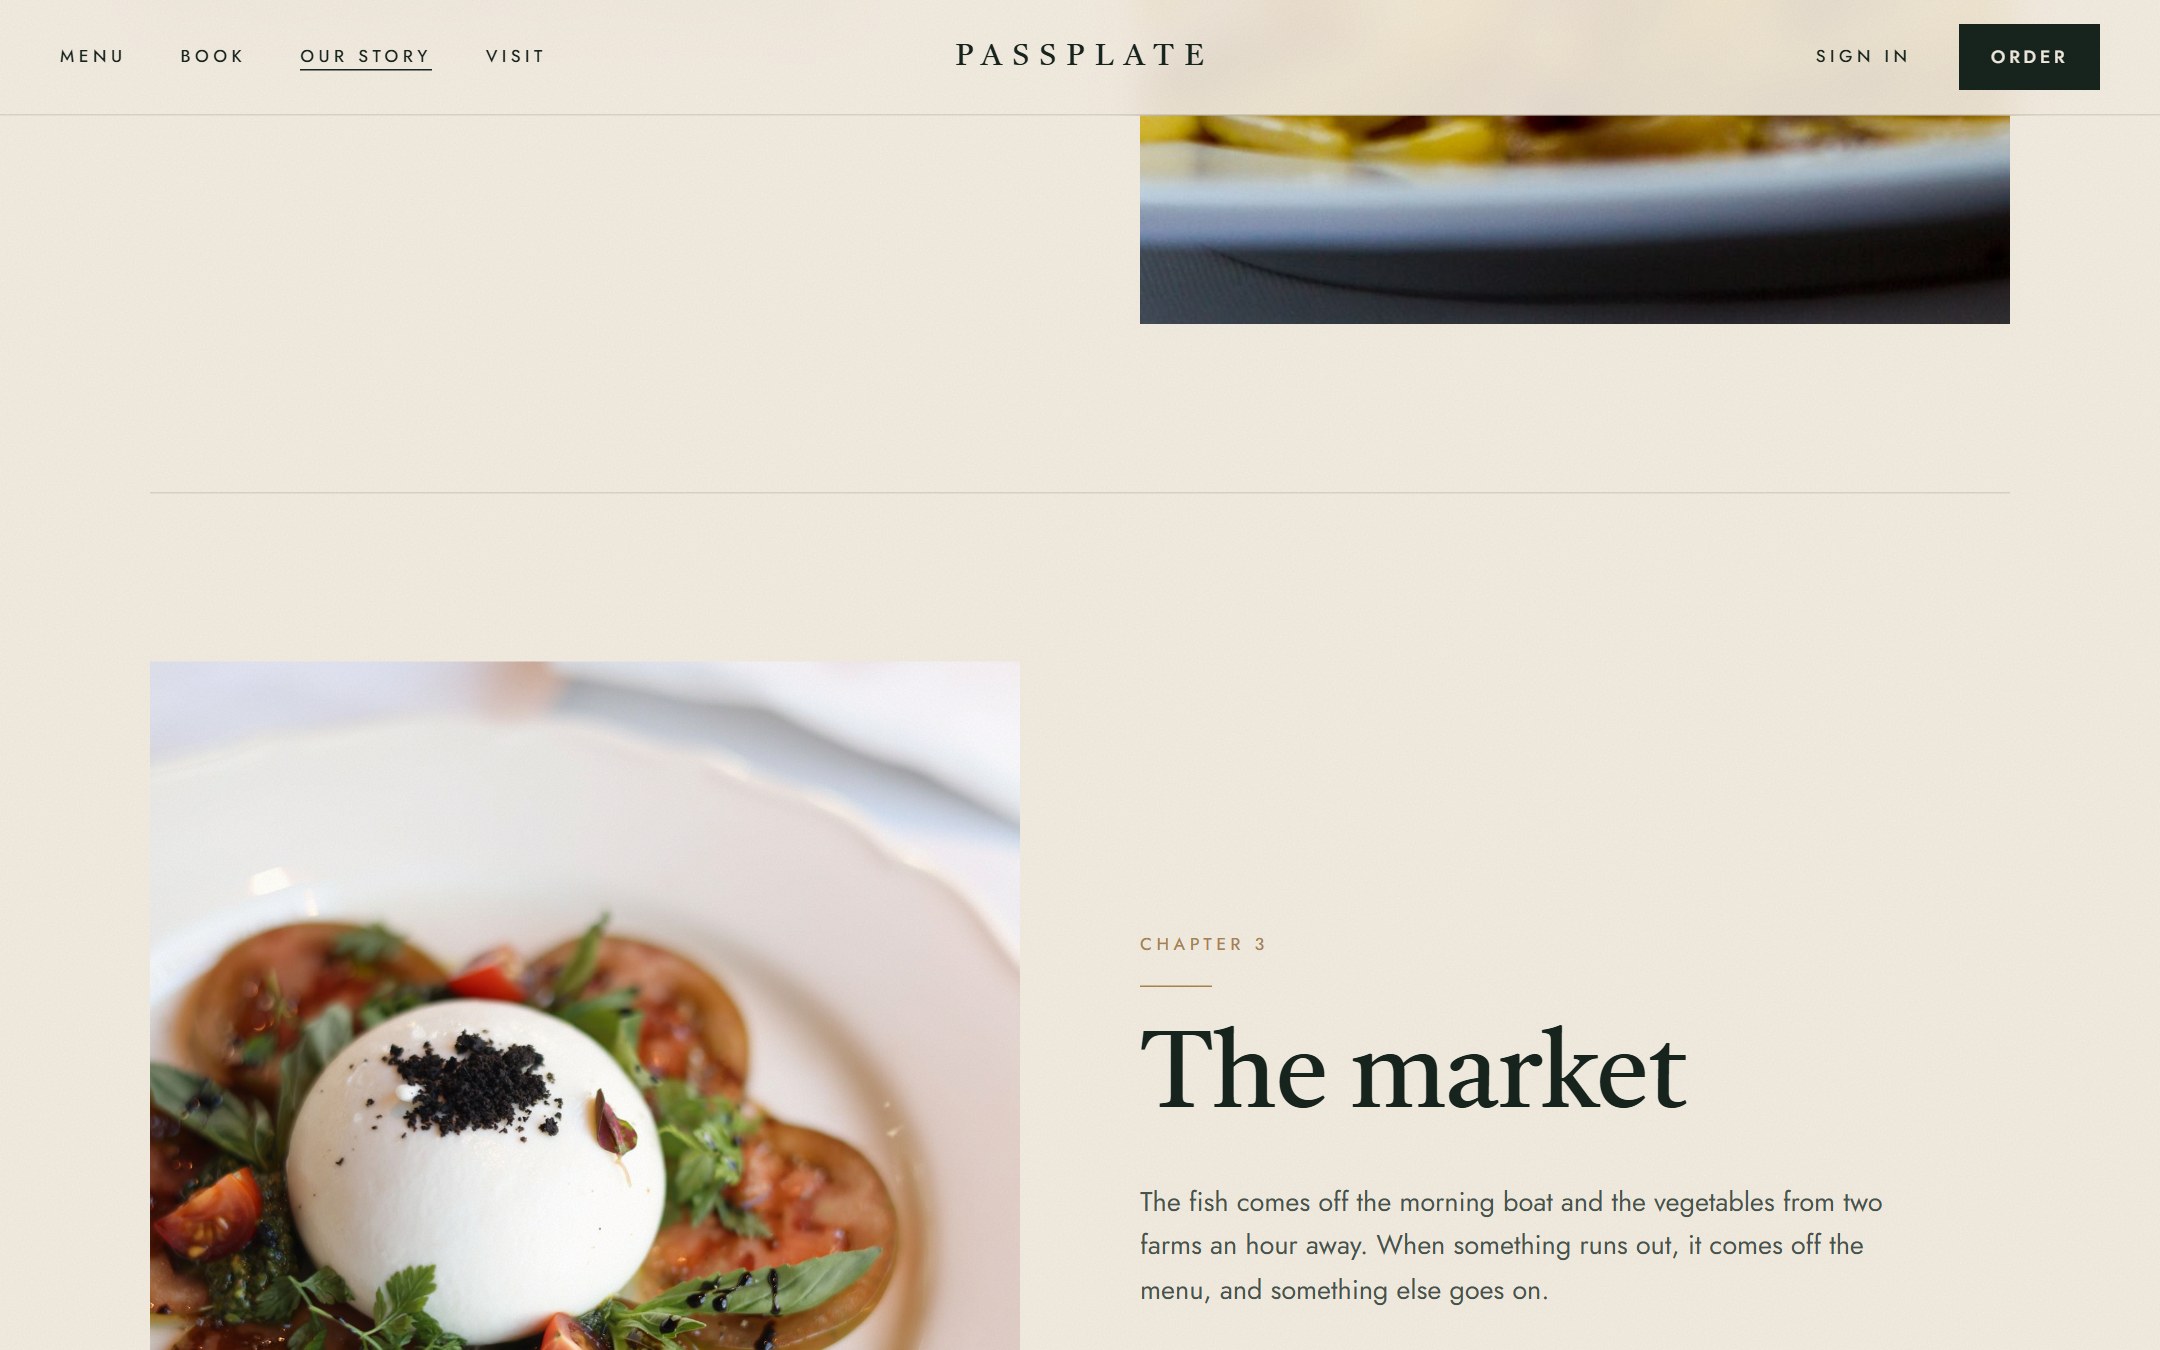 MENU
BOOK
OUR STORY
VISIT
PASSPLATE
SIGN IN
ORDER
CHAPTER 3
The market
The fish comes off the morning boat and the vegetables from two
farms an hour away. When something runs out, it comes off the
menu, and something else goes on.